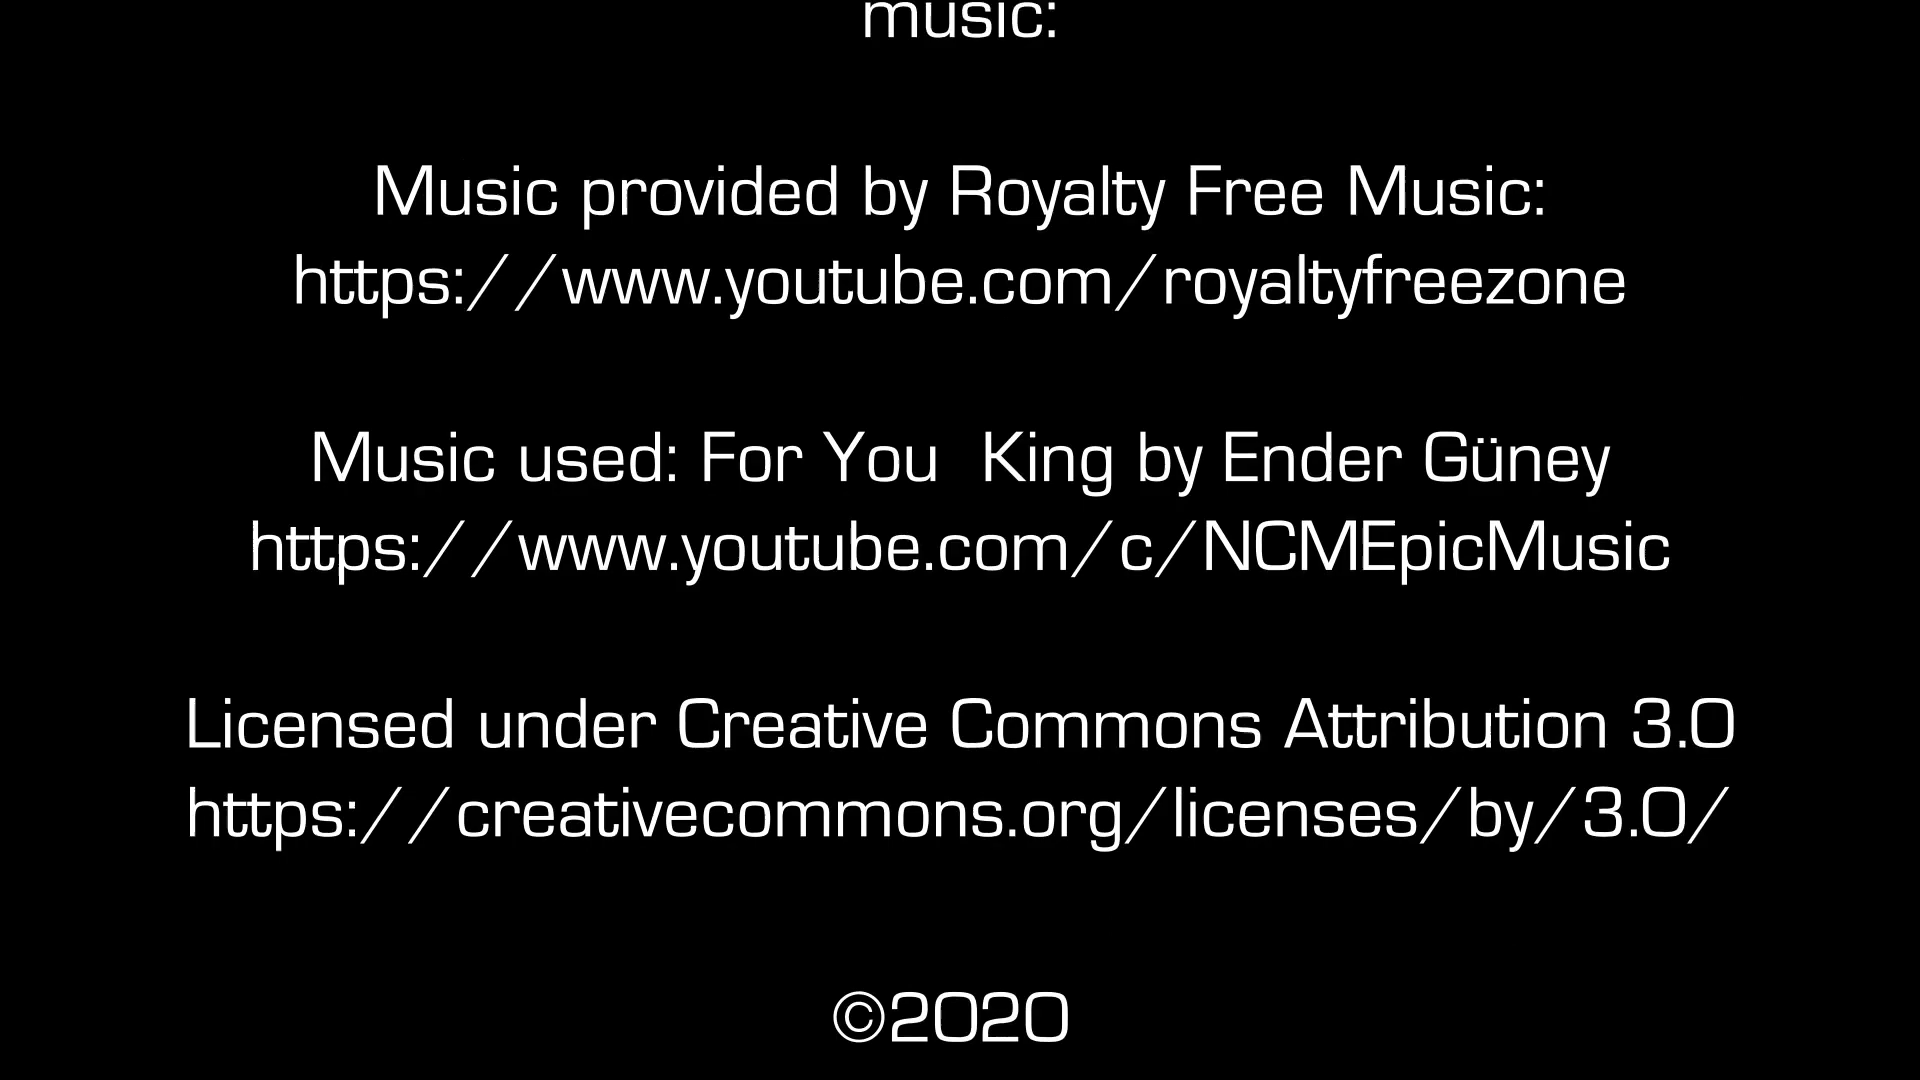 music:
Music provided by Royalty Free Music:
https://www.youtube.com/royaltyfreezone
Music used: For You  King by Ender Güney
https://www.youtube.com/c/NCMEpicMusic
Licensed under Creative Commons Attribution 3.0
https://creativecommons.org/licenses/by/3.0/
©2020